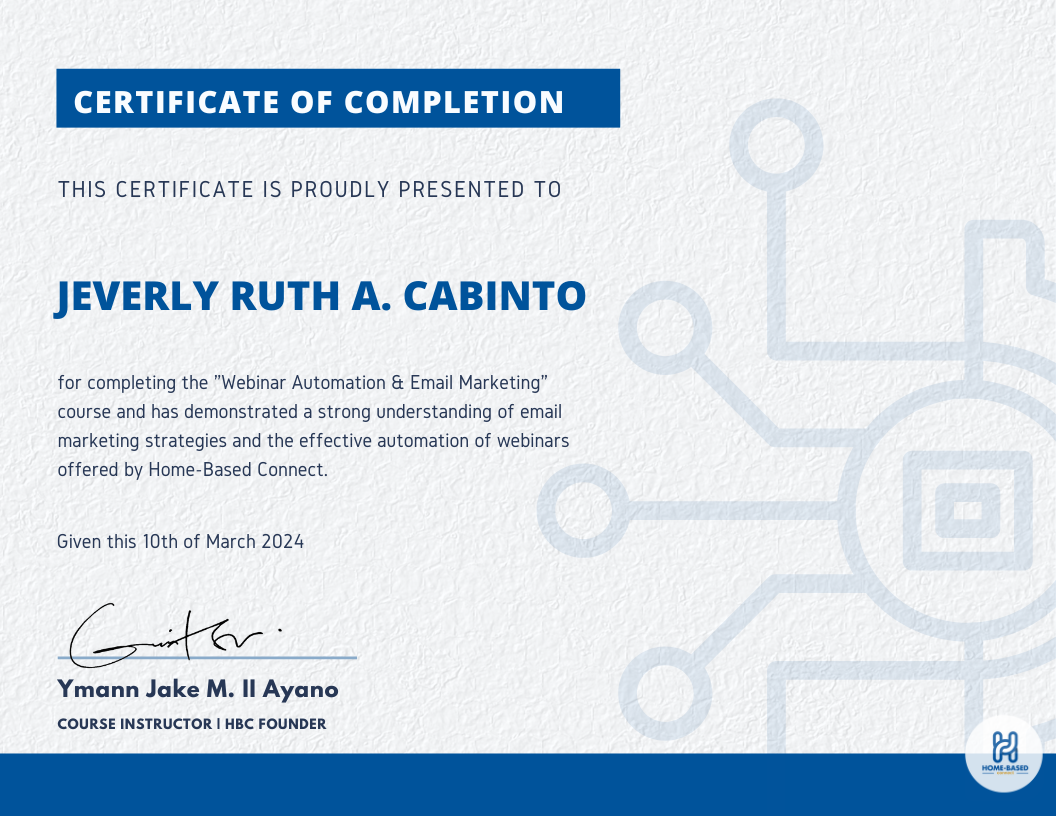 CERTIFICATE OF COMPLETION
THIS CERTIFICATE IS PROUDLY PRESENTED TO
JEVERLY RUTH A. CABINTO
for completing the ”Webinar Automation & Email Marketing”
course and has demonstrated a strong understanding of email
marketing strategies and the effective automation of webinars
offered by Home-Based Connect.
Given this 10th of March 2024
Ymann Jake M. II Ayano
COURSE INSTRUCTOR | HBC FOUNDER
HOME-BASED